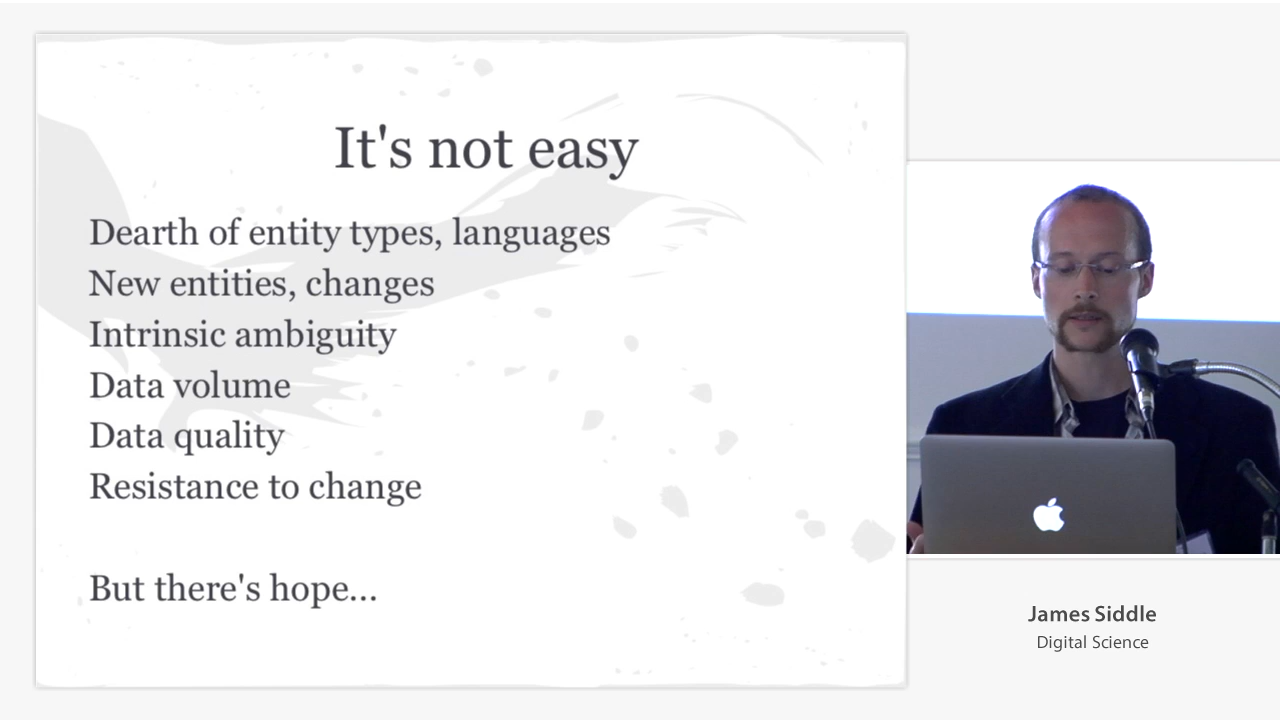 It's not easy
Dearth of entity types, languages
New entities, changes
Intrinsic ambiguity
Data volume
Data quality
Resistance to change
But there's hope...
James Siddle
Digital Science